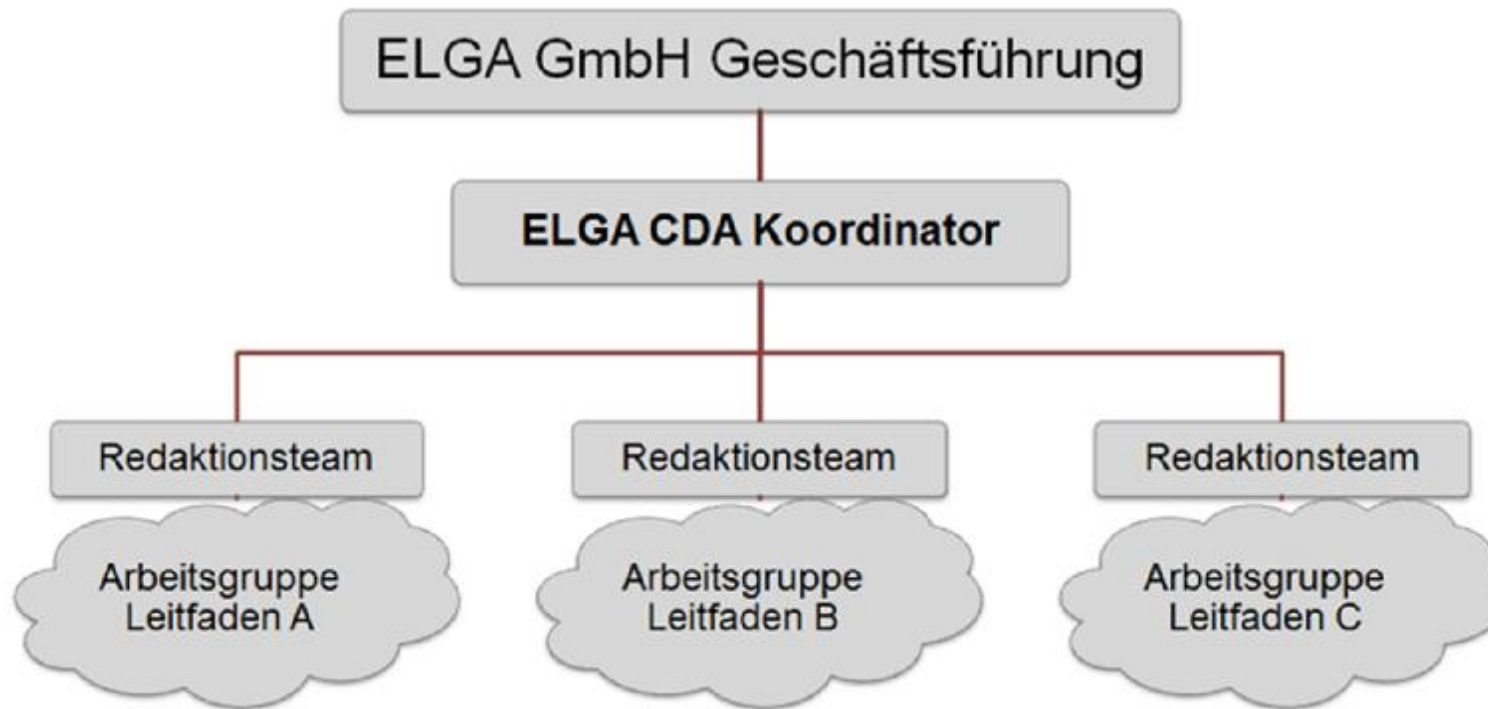 ELGA GmbH Geschäftsführung
ELGA CDA Koordinator
Redaktionsteam
Redaktionsteam
Redaktionsteam
Arbeitsgruppe
Leitfaden A
Arbeitsgruppe
Leitfaden B
Arbeitsgruppe
Leitfaden C